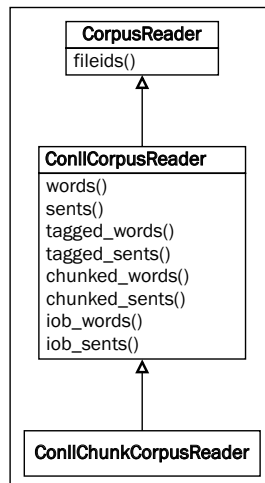 CorpusReader
fileids()
ConllCorpusReader
words()
sents()
tagged_words()
tagged_sents()
chunked_words()
chunked_sents()
iob_words()
iob_sents()
ConllChunkCorpusReader